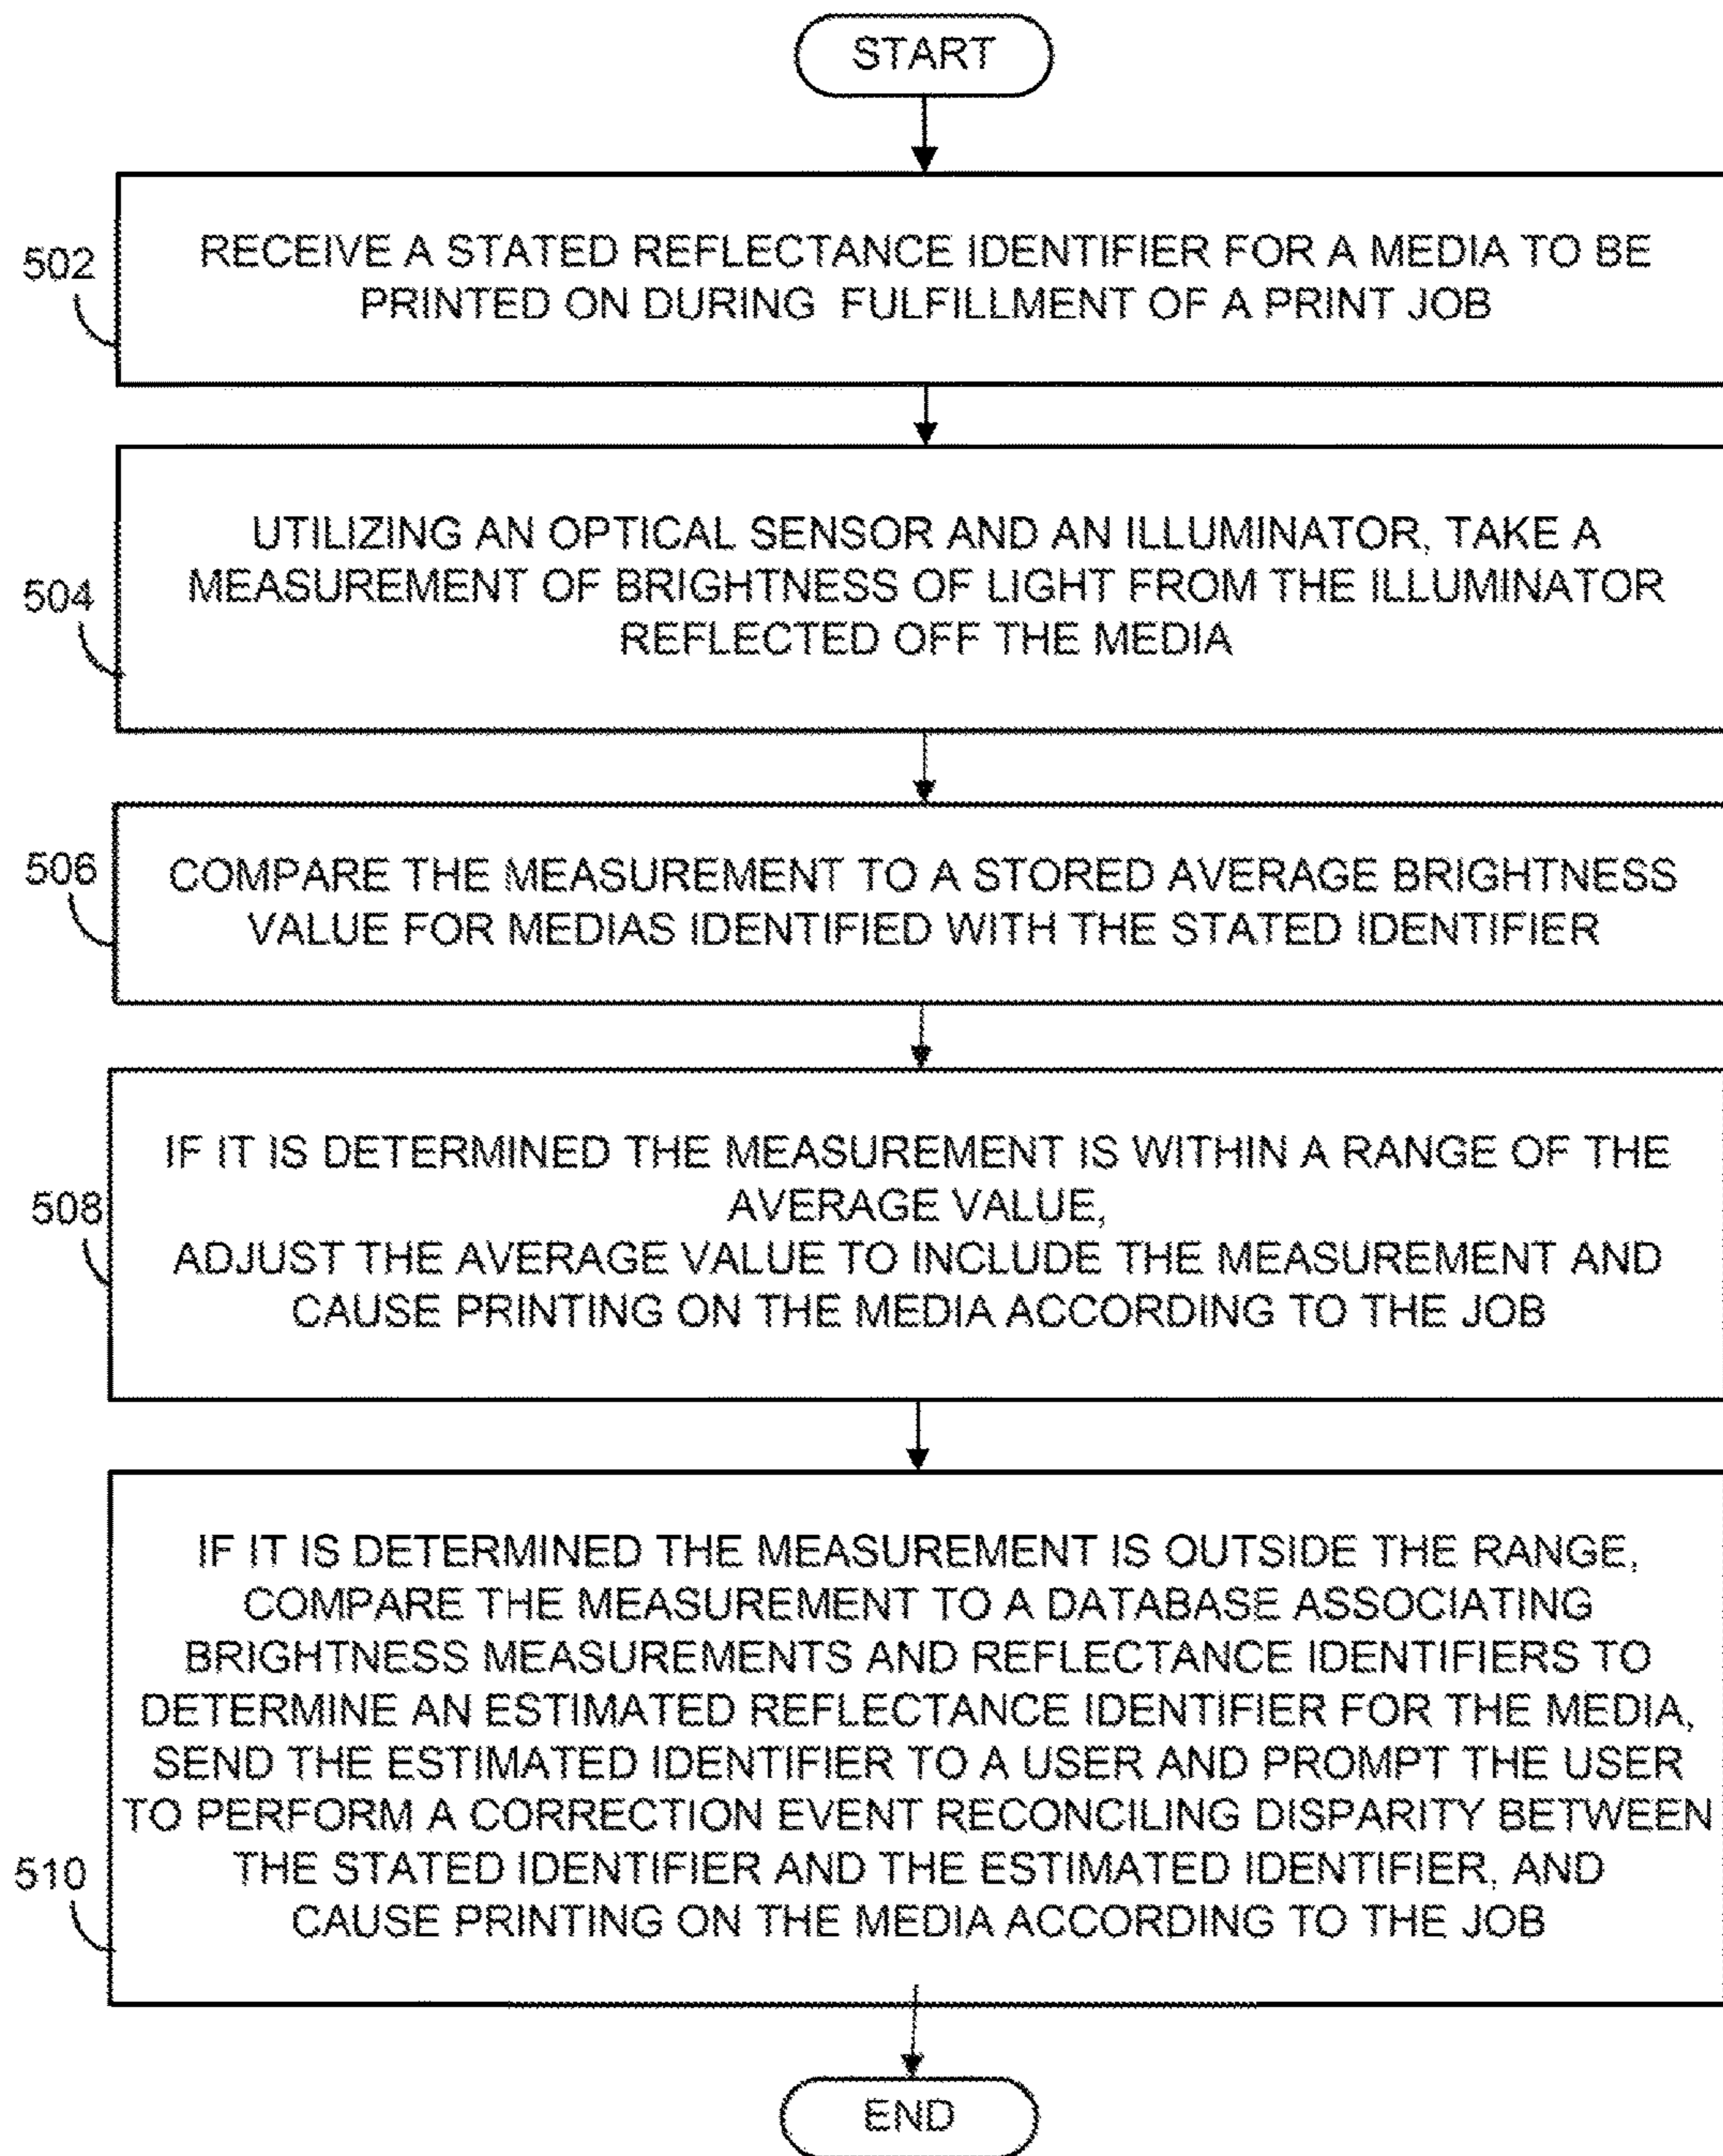 START
502
RECEIVE A STATED REFLECTANCE IDENTIFIER FOR A MEDIA TO BE
PRINTED ON DURING FULFILLMENT OF A PRINT JOB
504
UTILIZING AN OPTICAL SENSOR AND AN ILLUMINATOR, TAKE A
MEASUREMENT OF BRIGHTNESS OF LIGHT FROM THE ILLUMINATOR
REFLECTED OFF THE MEDIA
506
COMPARE THE MEASUREMENT TO A STORED AVERAGE BRIGHTNESS
VALUE FOR MEDIAS IDENTIFIED WITH THE STATED IDENTIFIER
508
IF IT IS DETERMINED THE MEASUREMENT IS WITHIN A RANGE OF THE
AVERAGE VALUE,
ADJUST THE AVERAGE VALUE TO INCLUDE THE MEASUREMENT AND
CAUSE PRINTING ON THE MEDIA ACCORDING TO THE JOB
510
IF IT IS DETERMINED THE MEASUREMENT IS OUTSIDE THE RANGE,
COMPARE THE MEASUREMENT TO A DATABASE ASSOCIATING
BRIGHTNESS MEASUREMENTS AND REFLECTANCE IDENTIFIERS TO
DETERMINE AN ESTIMATED REFLECTANCE IDENTIFIER FOR THE MEDIA,
SEND THE ESTIMATED IDENTIFIER TO A USER AND PROMPT THE USER
TO PERFORM A CORRECTION EVENT RECONCILING DISPARITY BETWEEN
THE STATED IDENTIFIER AND THE ESTIMATED IDENTIFIER, AND
CAUSE PRINTING ON THE MEDIA ACCORDING TO THE JOB
END